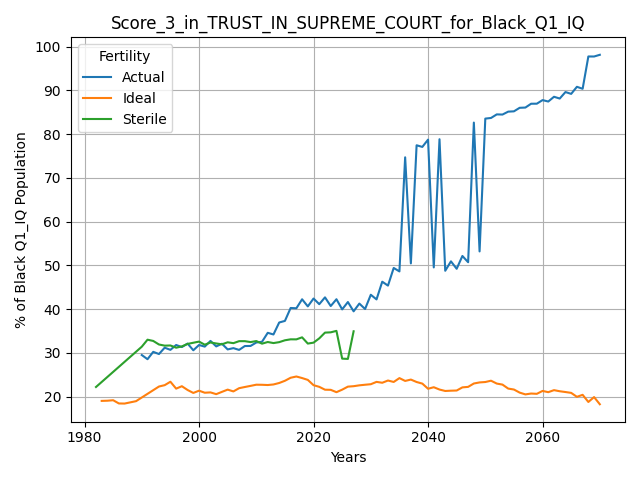 Score_3_in_TRUST_IN_SUPREME_COURT_for_Black_Q1_IQ
Fertility
Actual
Ideal
Sterile
% of Black Q1_IQ Population
100
90
80
70
60
50
40
30
20
1980
2000
2020
2040
2060
Years